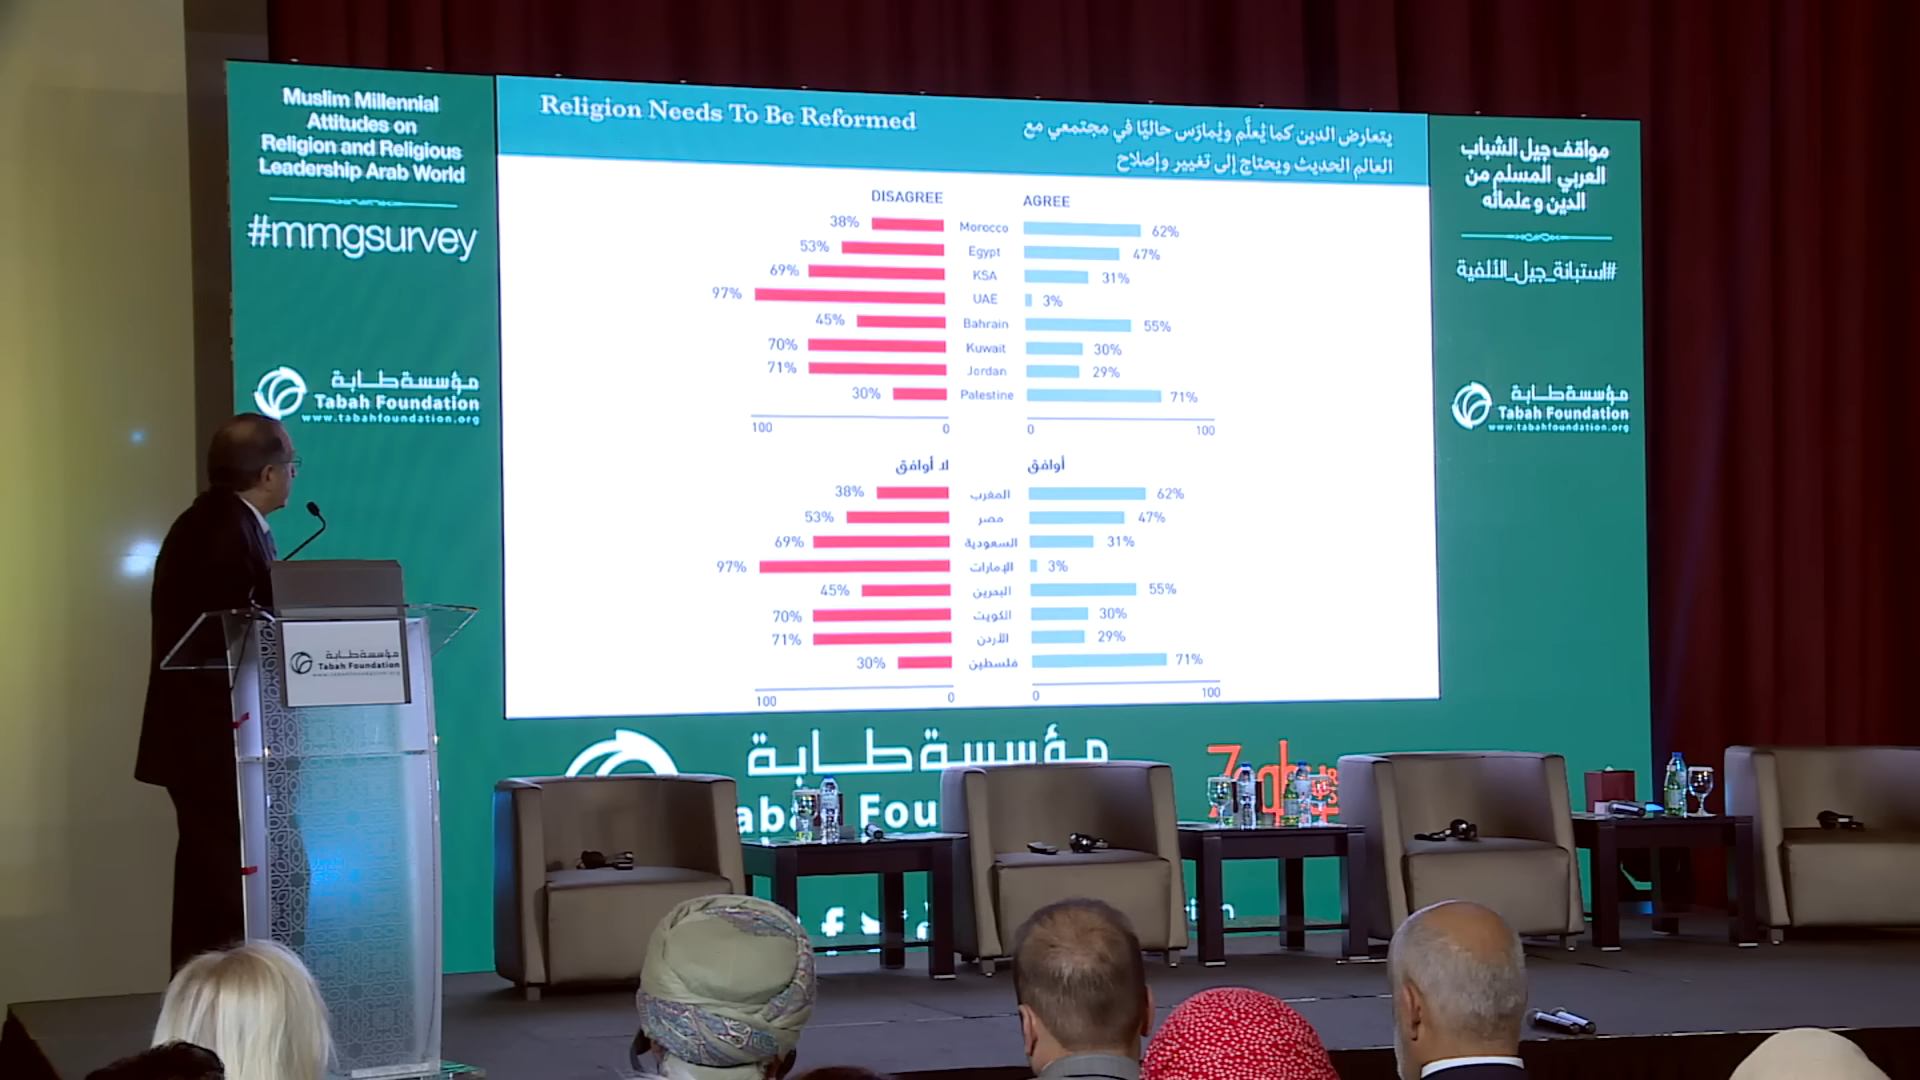 Muslim Millennial
Attitudes on
Religion and Religious
Leadership Arab World
#mmgsurvey
مؤسسة طابة
Tabah Foundation
www.tabahfoundation.org
Religion Needs To Be Reformed
يتعارض الدين كما يُعلَّم ويُمارَس حاليًا في مجتمعي مع
العالم الحديث ويحتاج إلى تغيير وإصلاح
DISAGREE AGREE
38% Morocco 62%
53% Egypt 47%
69% KSA 31%
97% UAE 3%
45% Bahrain 55%
70% Kuwait 30%
71% Jordan 29%
30% Palestine 71%
100 0 0 100
لا أوافق أوافق
38% المغرب 62%
53% مصر 47%
69% السعودية 31%
97% الإمارات 3%
45% البحرين 55%
70% الكويت 30%
71% الأردن 29%
30% فلسطين 71%
100 0 0 100
مواقف جيل الشباب
العربي المسلم من
الدين وعلمائه
#استبانة_جيل_الألفية
مؤسسة طابة
Tabah Foundation
www.tabahfoundation.org
مؤسسة طابة
Tabah Foundation
www.tabahfoundation.org
مؤسسة طابة